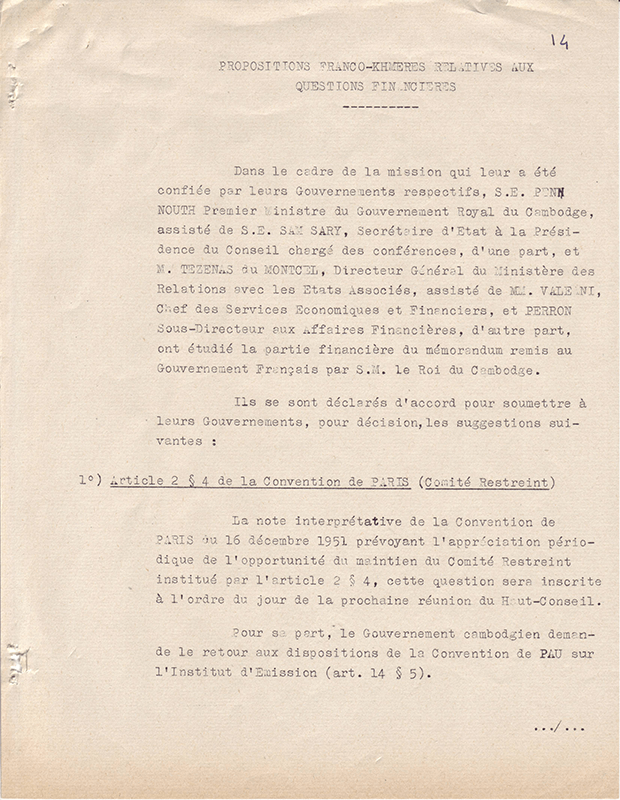 14
PROPOSITIONS FRANCO-KHMERES RELATIVES AUX
QUESTIONS FINANCIERES
----------
Dans le cadre de la mission qui leur a été
confiée par leurs Gouvernements respectifs, S.E. PENN
NOUTH Premier Ministre du Gouvernement Royal du Cambodge,
assisté de S.E. SAM SARY, Secrétaire d'Etat à la Prési-
dence du Conseil chargé des conférences, d'une part, et
M. TEZENAS du MONTCEL, Directeur Général du Ministère des
Relations avec les Etats Associés, assisté de MM. VALERNI,
Chef des Services Economiques et Financiers, et PERRON
Sous-Directeur aux Affaires Financières, d'autre part,
ont étudié la partie financière du mémorandum remis au
Gouvernement Français par S.M. le Roi du Cambodge.
Ils se sont déclarés d'accord pour soumettre à
leurs Gouvernements, pour décision, les suggestions sui-
vantes :
1°) Article 2 § 4 de la Convention de PARIS (Comité Restreint)
La note interprétative de la Convention de
PARIS du 16 décembre 1951 prévoyant l'appréciation pério-
dique de l'opportunité du maintien du Comité Restreint
institué par l'article 2 § 4, cette question sera inscrite
à l'ordre du jour de la prochaine réunion du Haut-Conseil.
Pour sa part, le Gouvernement cambodgien deman-
de le retour aux dispositions de la Convention de PAU sur
l'Institut d'Emission (art. 14 § 5).
.../...